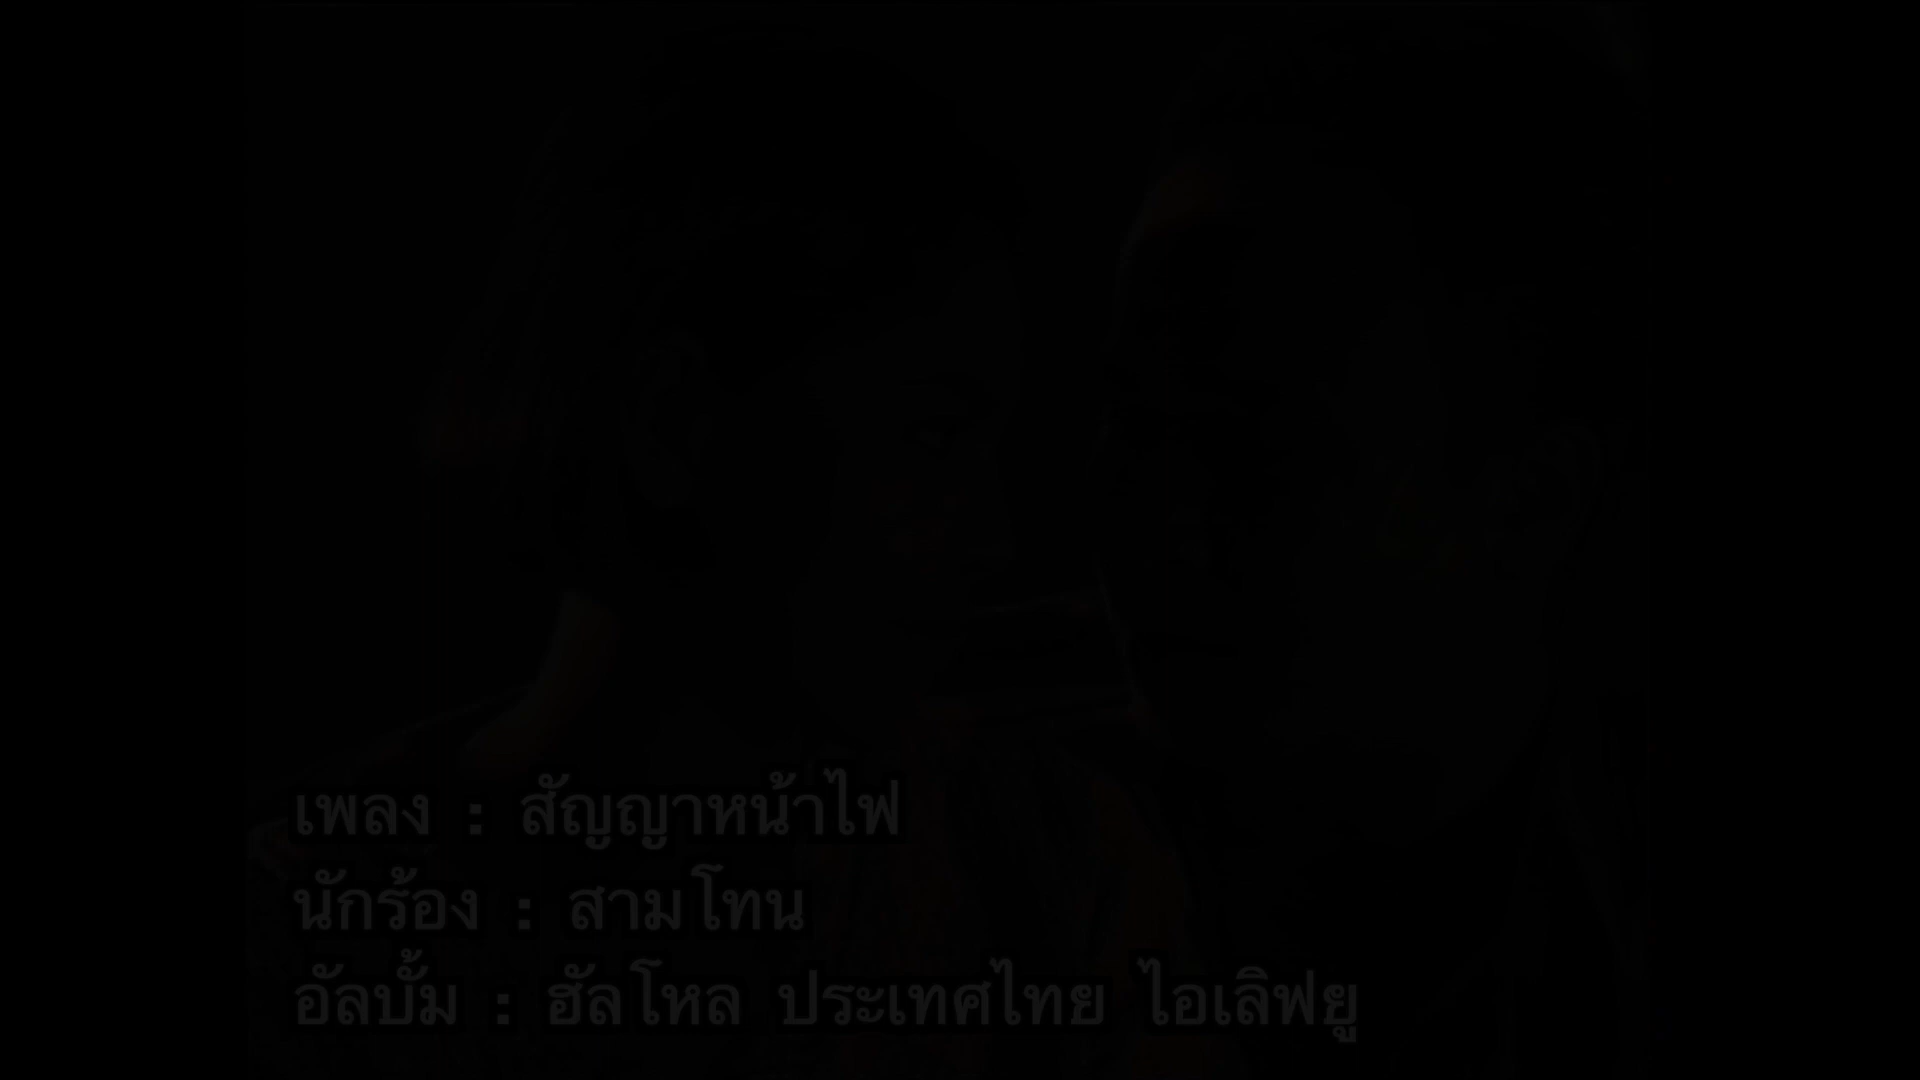 เพลง : สัญญาหน้าไฟ
นักร้อง : สามโทน
อัลบั้ม : ฮัลโหล ประเทศไทย ไอเลิฟยู